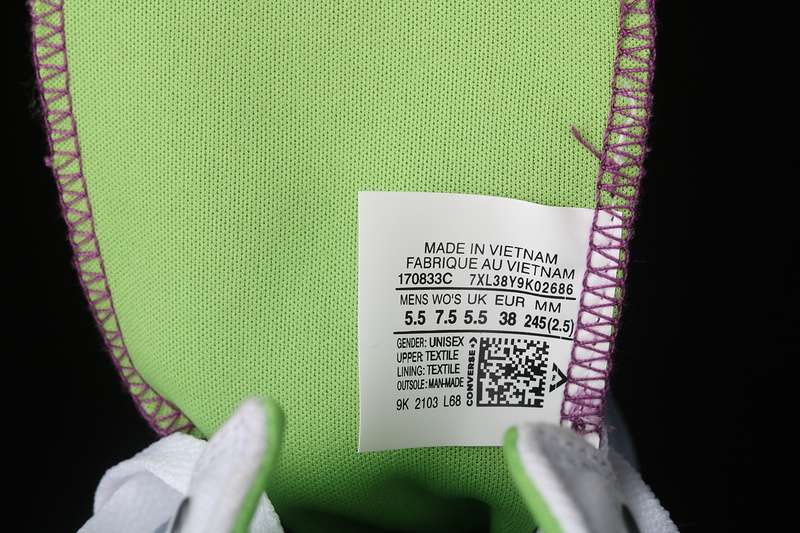 MADE IN VIETNAM
FABRIQUE AU VIETNAM
170833C 7XL38Y9K02686
MENS WO'S UK EUR MM
5.5 7.5 5.5 38 245(2.5)
GENDER: UNISEX
UPPER: TEXTILE
LINING: TEXTILE
OUTSOLE: MAN-MADE
9K 2103 L68
CONVERSE